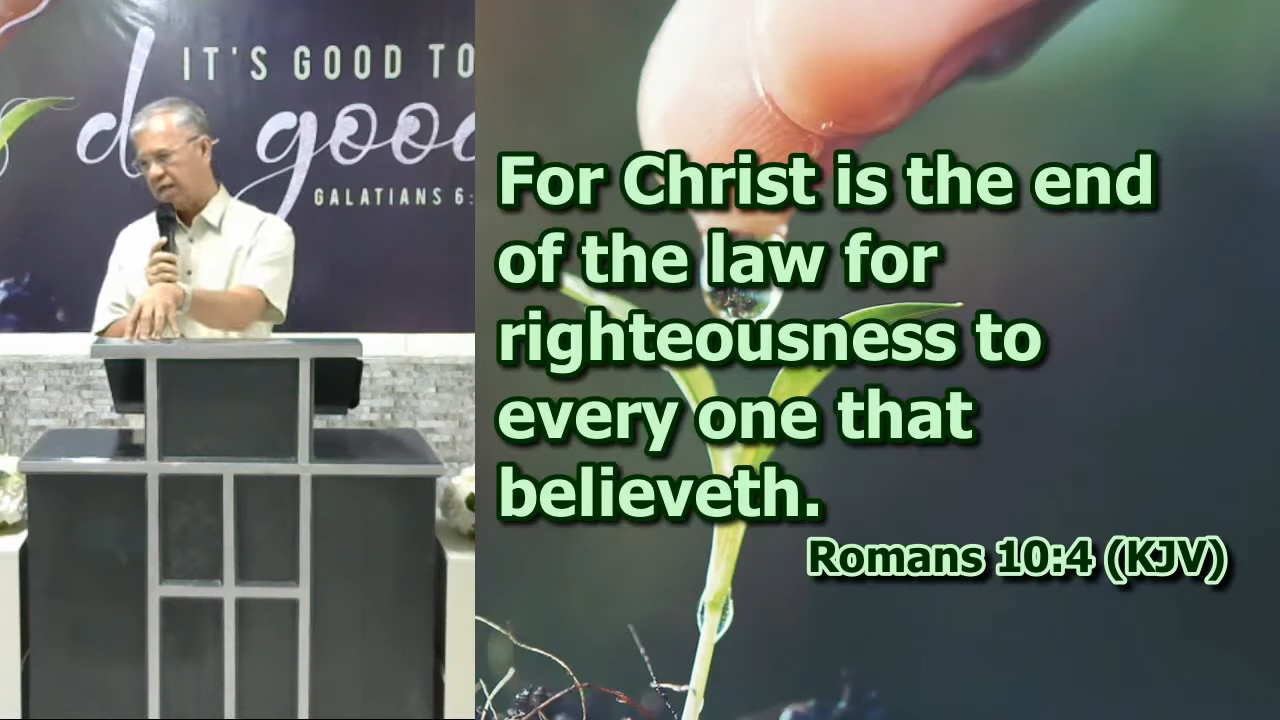 IT'S GOOD TO
do good
GALATIANS 6:
For Christ is the end
of the law for
righteousness to
every one that
believeth.
Romans 10:4 (KJV)